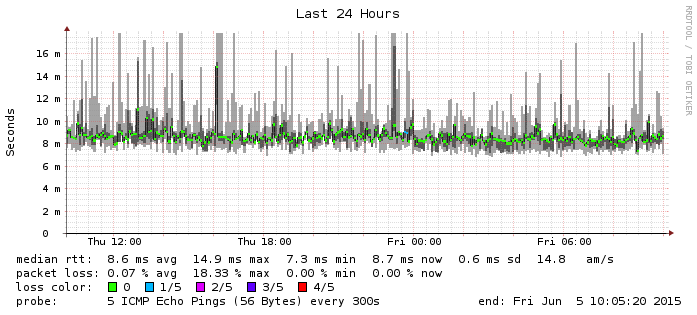 Last 24 Hours
RRDTOOL / TOBI OETIKER
Seconds
16 m
14 m
12 m
10 m
8 m
6 m
4 m
2 m
0
Thu 12:00 Thu 18:00 Fri 00:00 Fri 06:00
median rtt: 8.6 ms avg 14.9 ms max 7.3 ms min 8.7 ms now 0.6 ms sd 14.8 am/s
packet loss: 0.07 % avg 18.33 % max 0.00 % min 0.00 % now
loss color: 0 1/5 2/5 3/5 4/5
probe: 5 ICMP Echo Pings (56 Bytes) every 300s end: Fri Jun 5 10:05:20 2015